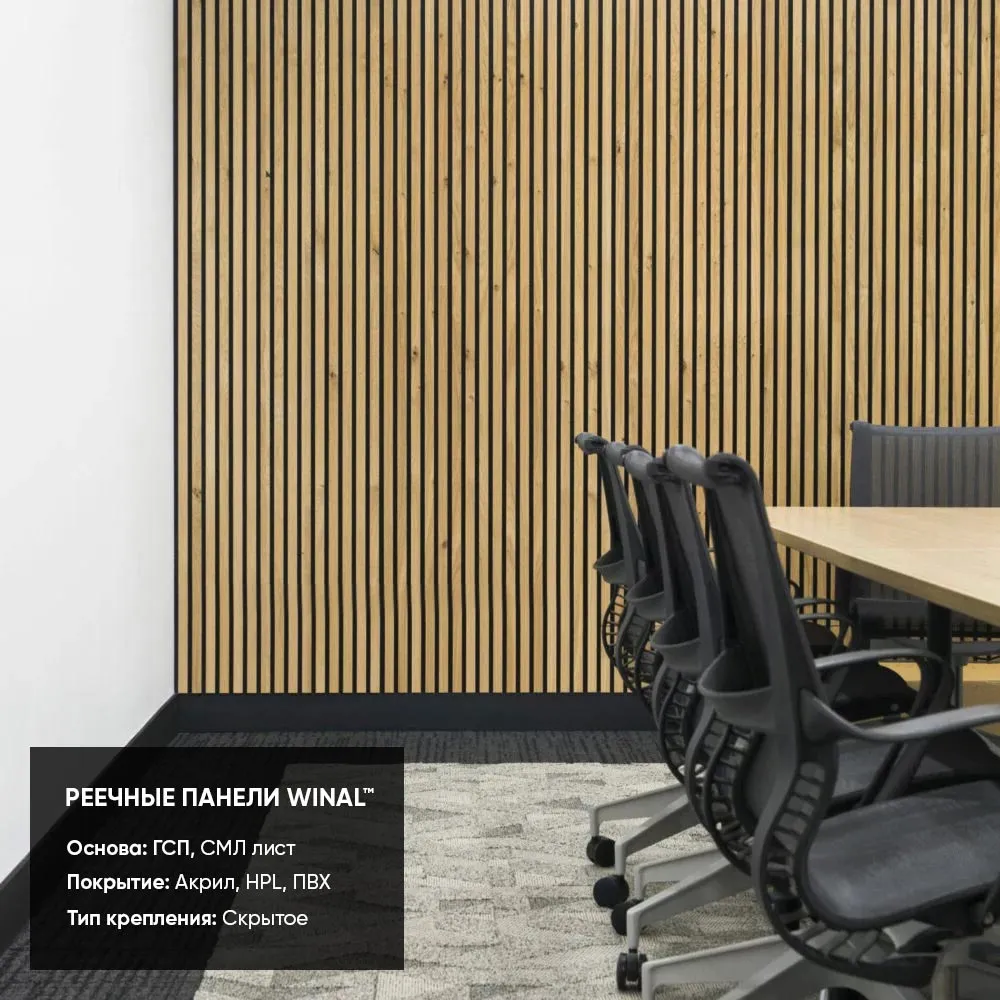 РЕЕЧНЫЕ ПАНЕЛИ WINAL™
Основа: ГСП, СМЛ лист
Покрытие: Акрил, HPL, ПВХ
Тип крепления: Скрытое